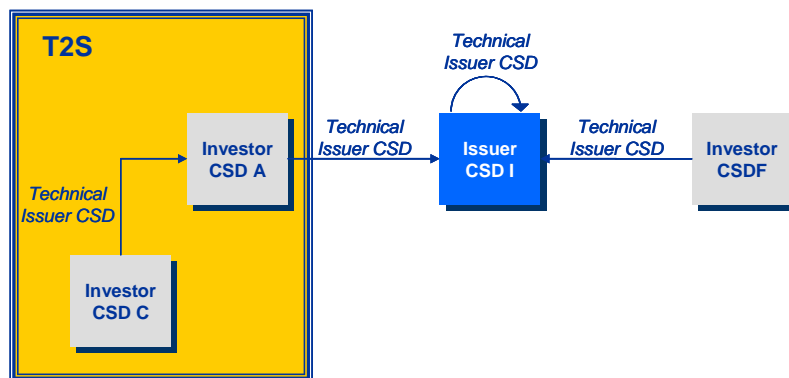 T2S
Technical
Issuer CSD
Investor
CSD A
Technical
Issuer CSD
Issuer
CSD I
Technical
Issuer CSD
Investor
CSDF
Technical
Issuer CSD
Investor
CSD C